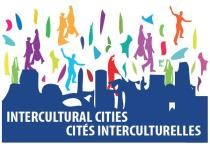 INTERCULTURAL CITIES
CITÉS INTERCULTURELLES